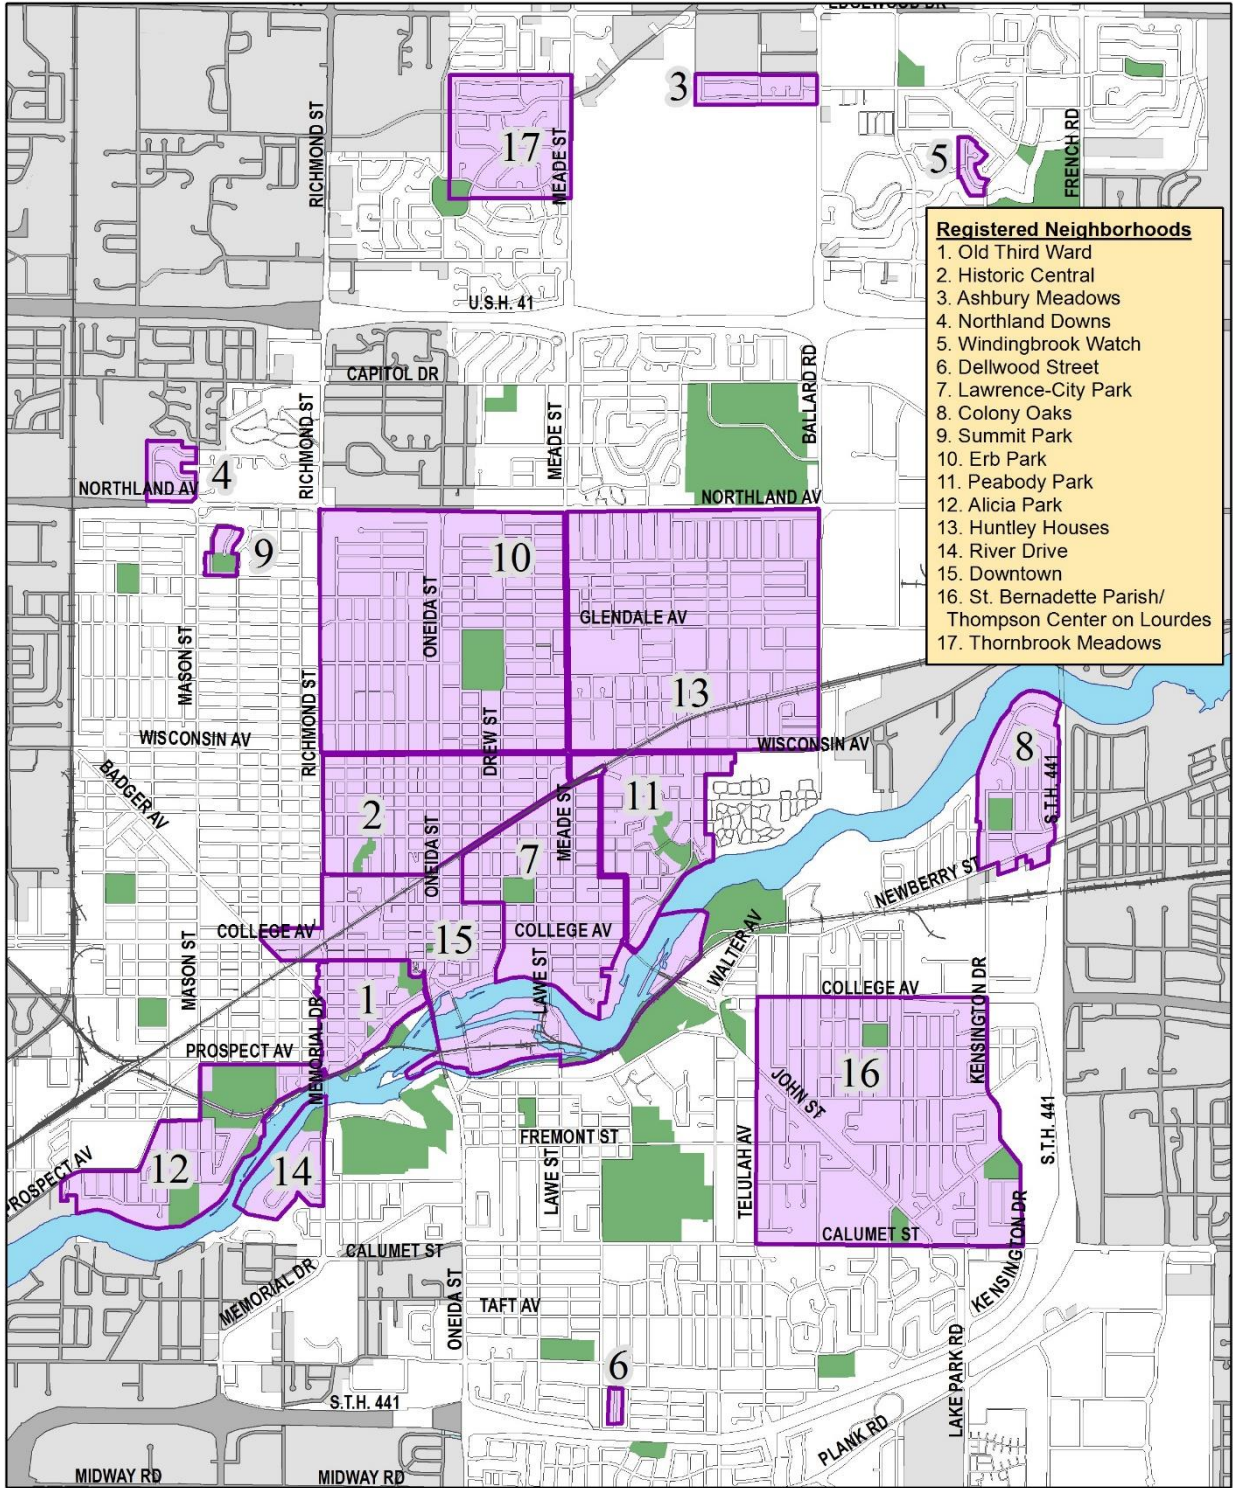 EDGEWOOD DR
3
17
RICHMOND ST
MEADE ST
5
FRENCH RD
Registered Neighborhoods
1. Old Third Ward
2. Historic Central
3. Ashbury Meadows
4. Northland Downs
5. Windingbrook Watch
6. Dellwood Street
7. Lawrence-City Park
8. Colony Oaks
9. Summit Park
10. Erb Park
11. Peabody Park
12. Alicia Park
13. Huntley Houses
14. River Drive
15. Downtown
16. St. Bernadette Parish/
Thompson Center on Lourdes
17. Thornbrook Meadows
U.S.H. 41
CAPITOL DR
BALLARD RD
RICHMOND ST
MEADE ST
4
NORTHLAND AV
NORTHLAND AV
9
10
ONEIDA ST
GLENDALE AV
MASON ST
RICHMOND ST
13
DREW ST
WISCONSIN AV
WISCONSIN AV
8
S.T.H. 441
BADGER AV
2
11
MEADE ST
ONEIDA ST
7
NEWBERRY ST
COLLEGE AV
15
COLLEGE AV
WALTER AV
MASON ST
LAWE ST
COLLEGE AV
1
MEMORIAL DR
KENSINGTON DR
PROSPECT AV
16
JOHN ST
S.T.H. 441
FREMONT ST
PROSPECT AV
12
14
LAWE ST
TELULAH AV
CALUMET ST
CALUMET ST
KENSINGTON DR
MEMORIAL DR
ONEIDA ST
TAFT AV
LAKE PARK RD
6
S.T.H. 441
PLANK RD
MIDWAY RD
MIDWAY RD